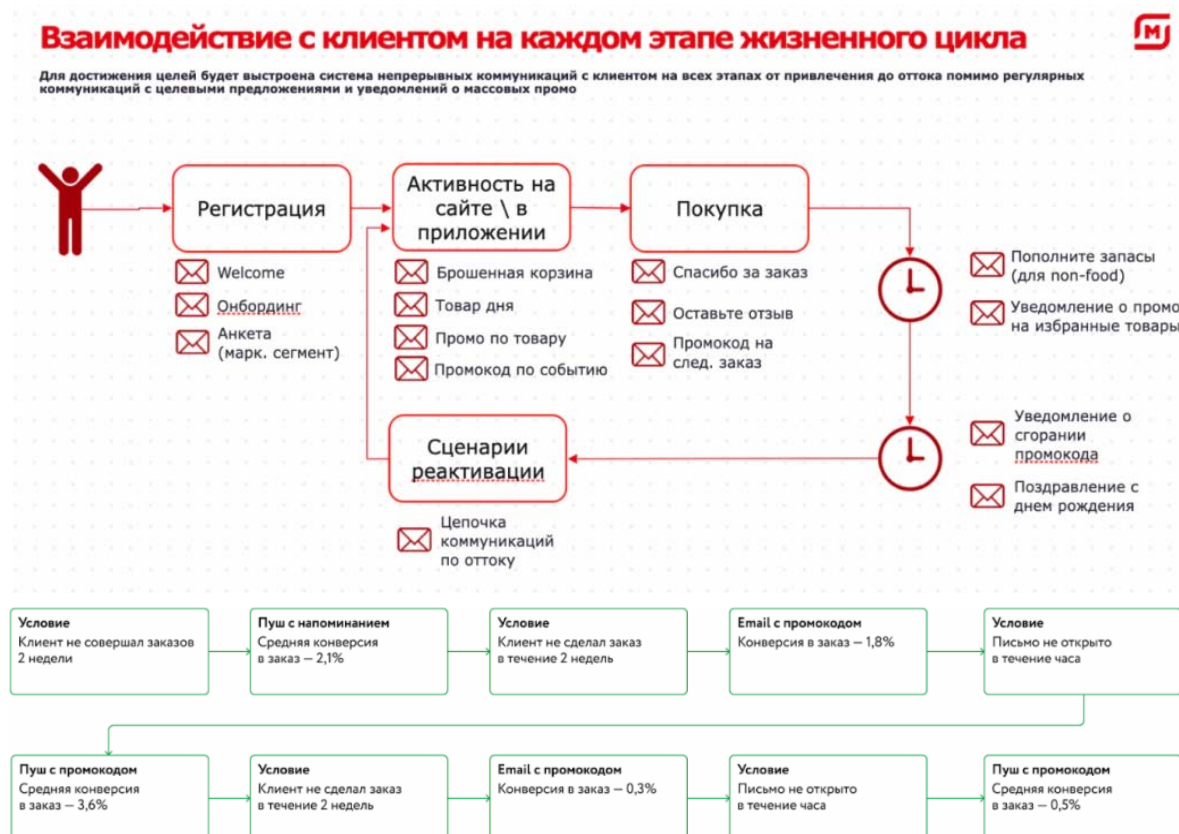 Взаимодействие с клиентом на каждом этапе жизненного цикла
М
Для достижения целей будет выстроена система непрерывных коммуникаций с клиентом на всех этапах от привлечения до оттока помимо регулярных
коммуникаций с целевыми предложениями и уведомлений о массовых промо
Регистрация
Welcome
Онбординг
Анкета
(марк. сегмент)
Активность на
сайте \ в
приложении
Брошенная корзина
Товар дня
Промо по товару
Промокод по событию
Покупка
Спасибо за заказ
Оставьте отзыв
Промокод на
след. заказ
Пополните запасы
(для non-food)
Уведомление о промо
на избранные товары
Уведомление о
сгорании
промокода
Поздравление с
днем рождения
Сценарии
реактивации
Цепочка
коммуникаций
по оттоку
Условие
Клиент не совершал заказов
2 недели
Пуш с напоминанием
Средняя конверсия
в заказ — 2,1%
Условие
Клиент не сделал заказ
в течение 2 недель
Email с промокодом
Конверсия в заказ — 1,8%
Условие
Письмо не открыто
в течение часа
Пуш с промокодом
Средняя конверсия
в заказ — 3,6%
Условие
Клиент не сделал заказ
в течение 2 недель
Email с промокодом
Конверсия в заказ — 0,3%
Условие
Письмо не открыто
в течение часа
Пуш с промокодом
Средняя конверсия
в заказ — 0,5%